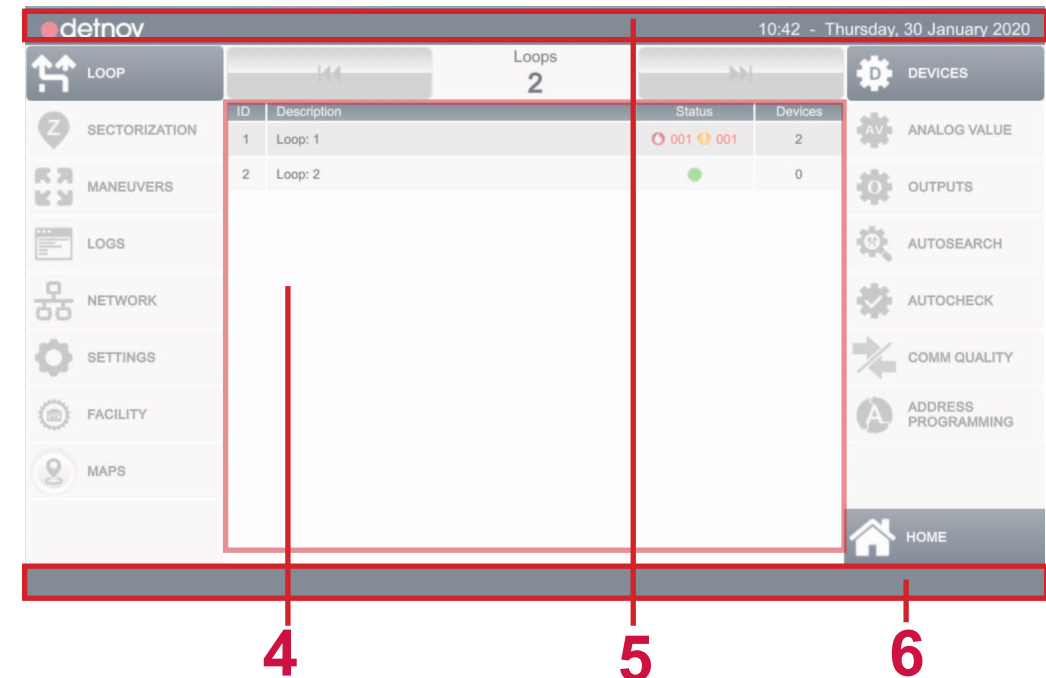 detnov
10:42 - Thursday, 30 January 2020
LOOP
Loops
2
DEVICES
ID Description Status Devices
1 Loop: 1 001 001 2
2 Loop: 2 0
SECTORIZATION
MANEUVERS
LOGS
NETWORK
SETTINGS
FACILITY
MAPS
Z
D
AV
ANALOG VALUE
O
OUTPUTS
AUTOSEARCH
AUTOCHECK
COMM QUALITY
A
ADDRESS
PROGRAMMING
HOME
4
5
6